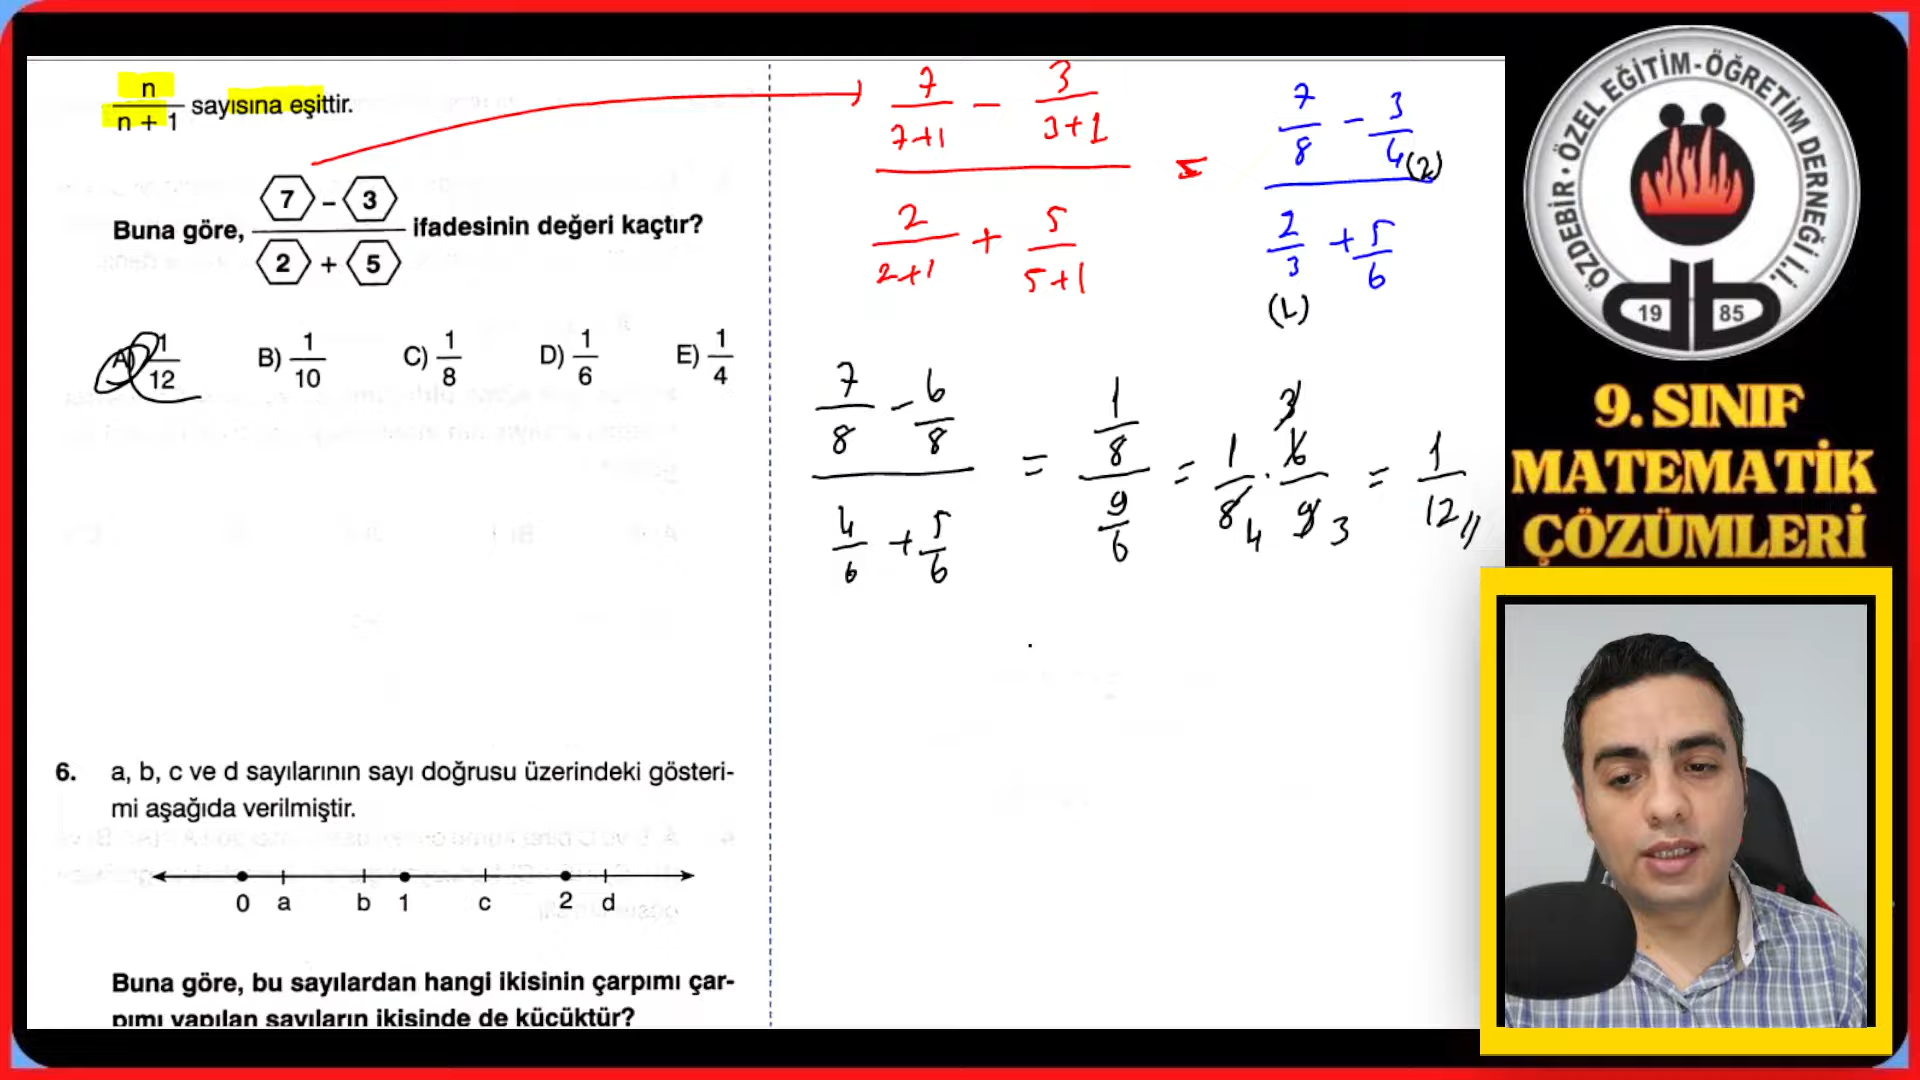 n
n + 1 sayısına eşittir.
7 - 3
Buna göre, ifadesinin değeri kaçtır?
2 + 5
A) 1/12 B) 1/10 C) 1/8 D) 1/6 E) 1/4
6. a, b, c ve d sayılarının sayı doğrusu üzerindeki gösteri-
mi aşağıda verilmiştir.
0 a b 1 c 2 d
Buna göre, bu sayılardan hangi ikisinin çarpımı çar-
pımı yapılan sayıların ikisinde de küçüktür?
7/7+1 - 3/3+1
2/2+1 + 5/5+1
=
7/8 - 3/4 (2)
2/3 + 5/6
(2)
7/8 - 6/8
4/6 + 5/6
= 1/8 / 9/6 = 1/8 4 · 6 3/9 3 = 1/12 //
ÖZDEBİR · ÖZEL EĞİTİM-ÖĞRETİM DERNEĞİ İ.İ.
19 85
9. SINIF
MATEMATİK
ÇÖZÜMLERİ